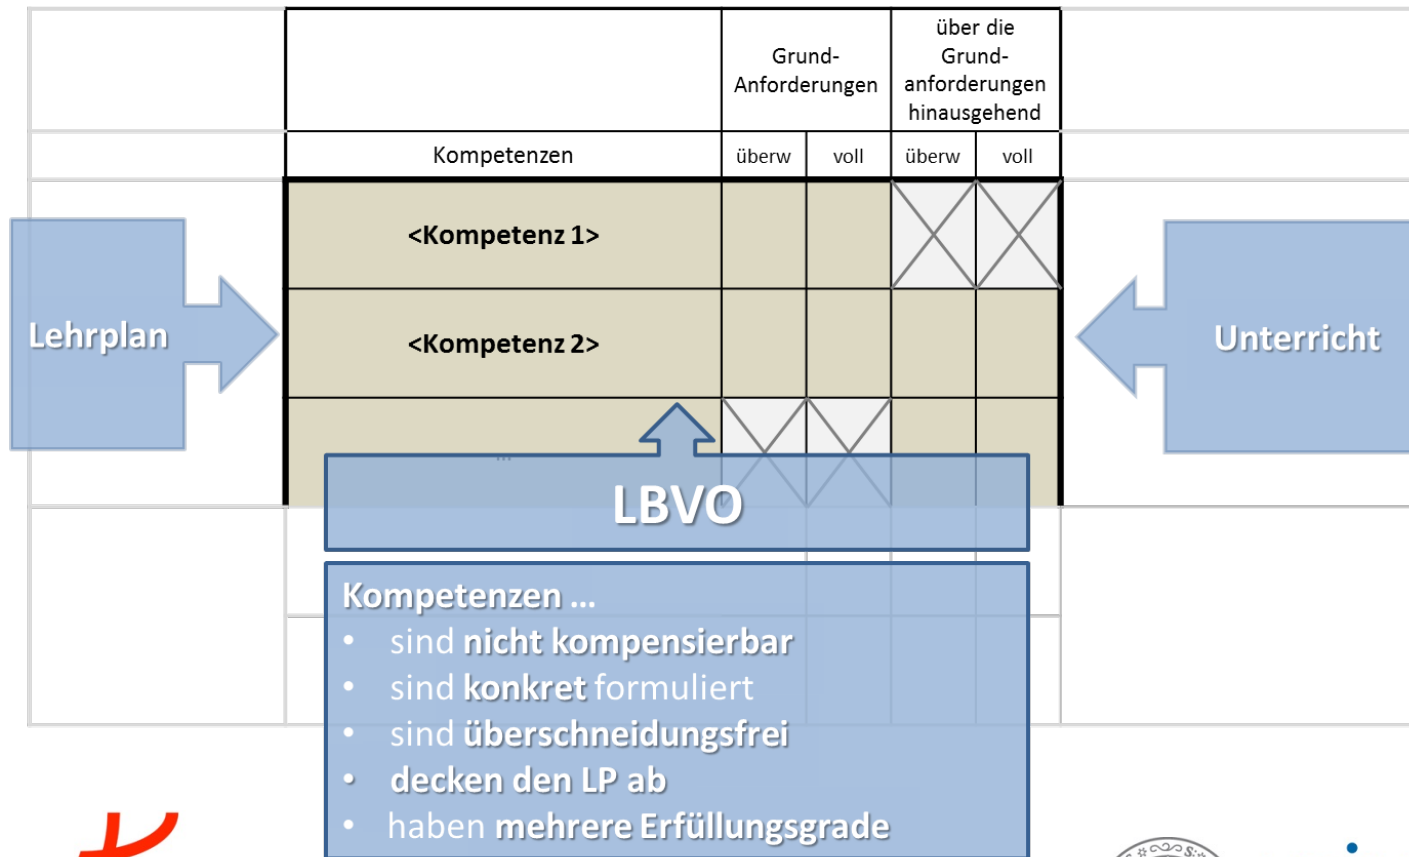 Grund-
Anforderungen
über die
Grund-
anforderungen
hinausgehend
Kompetenzen
überw
voll
überw
voll
<Kompetenz 1>
Lehrplan
<Kompetenz 2>
Unterricht
...
LBVO
Kompetenzen ...
• sind nicht kompensierbar
• sind konkret formuliert
• sind überschneidungsfrei
• decken den LP ab
• haben mehrere Erfüllungsgrade